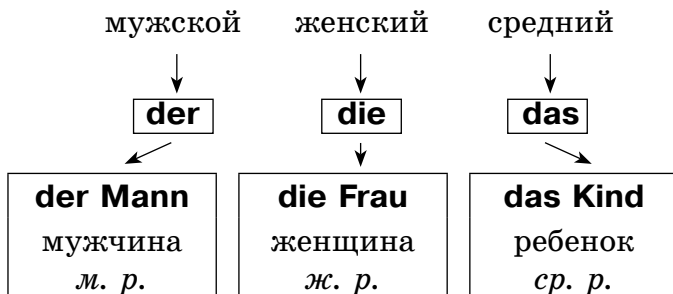 мужской женский средний
der die das
der Mann die Frau das Kind
мужчина женщина ребенок
м. р. ж. р. ср. р.